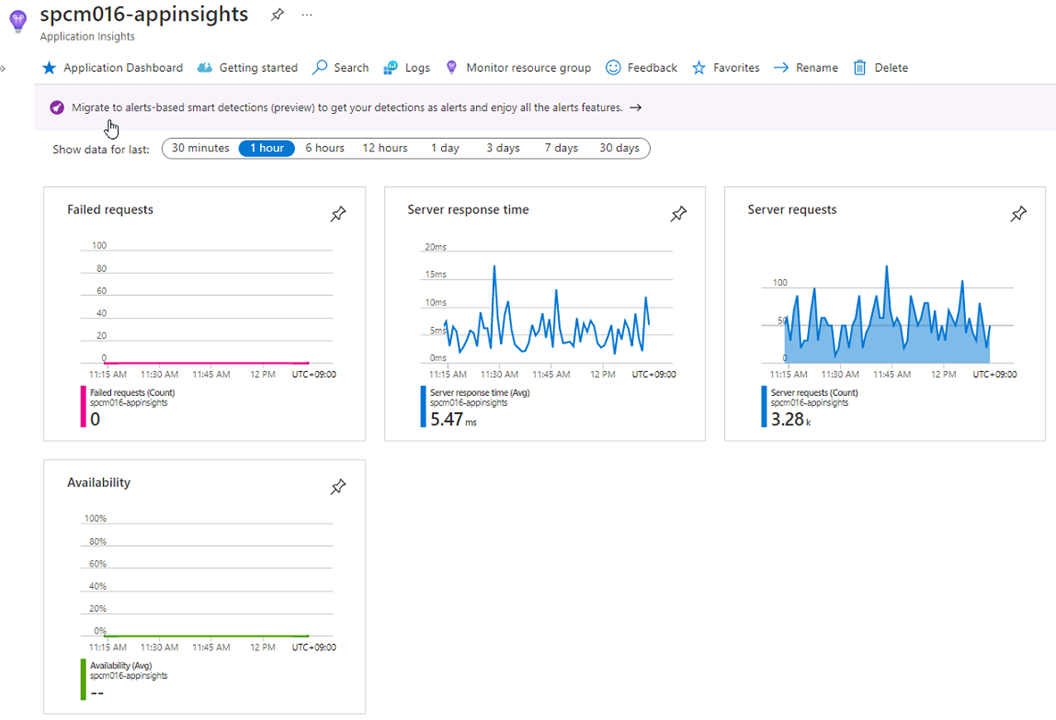 spcm016-appinsights ...
Application Insights
Application Dashboard Getting started Search Logs Monitor resource group Feedback Favorites Rename Delete
Migrate to alerts-based smart detections (preview) to get your detections as alerts and enjoy all the alerts features. →
Show data for last: 30 minutes 1 hour 6 hours 12 hours 1 day 3 days 7 days 30 days
Failed requests
100
80
60
40
20
0
11:15 AM 11:30 AM 11:45 AM 12 PM UTC+09:00
Failed requests (Count)
spcm016-appinsights
0
Server response time
20ms
15ms
10ms
5ms
0ms
11:15 AM 11:30 AM 11:45 AM 12 PM UTC+09:00
Server response time (Avg)
spcm016-appinsights
5.47 ms
Server requests
100
50
0
11:15 AM 11:30 AM 11:45 AM 12 PM UTC+09:00
Server requests (Count)
spcm016-appinsights
3.28 k
Availability
100%
80%
60%
40%
20%
0%
11:15 AM 11:30 AM 11:45 AM 12 PM UTC+09:00
Availability (Avg)
spcm016-appinsights
--